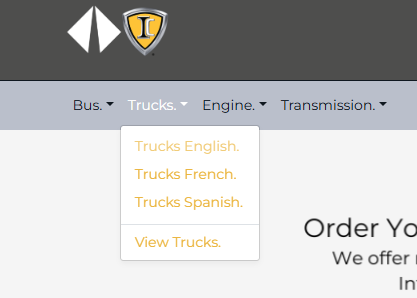 I
Bus. Trucks. Engine. Transmission.
Trucks English.
Trucks French.
Trucks Spanish.
View Trucks.
Order Yo
We offer
In